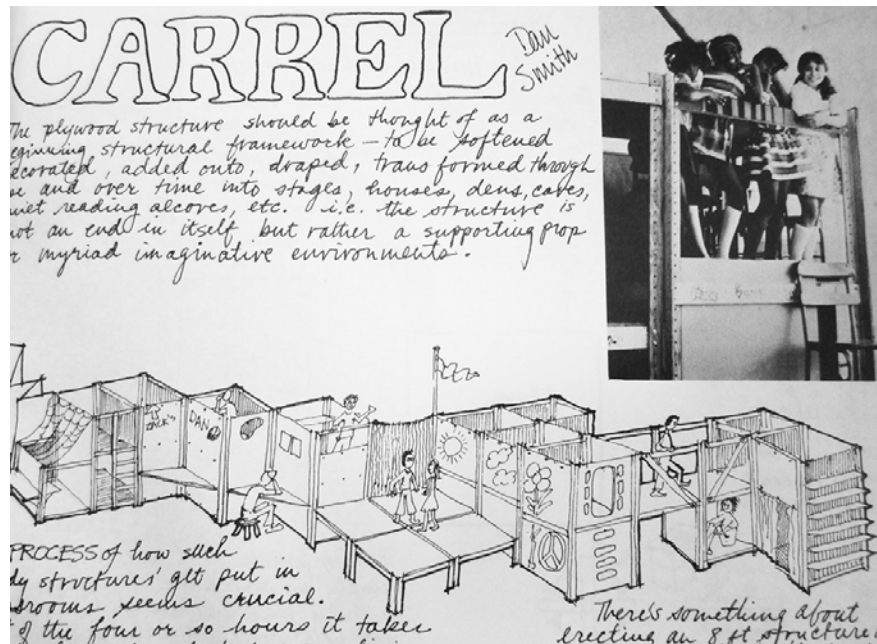 CARREL
Dan
Smith
The plywood structure should be thought of as a
eginning structural framework — to be softened
ecorated, added onto, draped, transformed through
se and over time into stages, houses, dens, caves,
uiet reading alcoves, etc. i.e. the structure is
not an end in itself but rather a supporting prop
r myriad imaginative environments.
JACK'S
DAN
PROCESS of how such
dy structures' get put in
srooms seems crucial.
of the four or so hours it takes
There's something about
erecting an 8 ft. structure